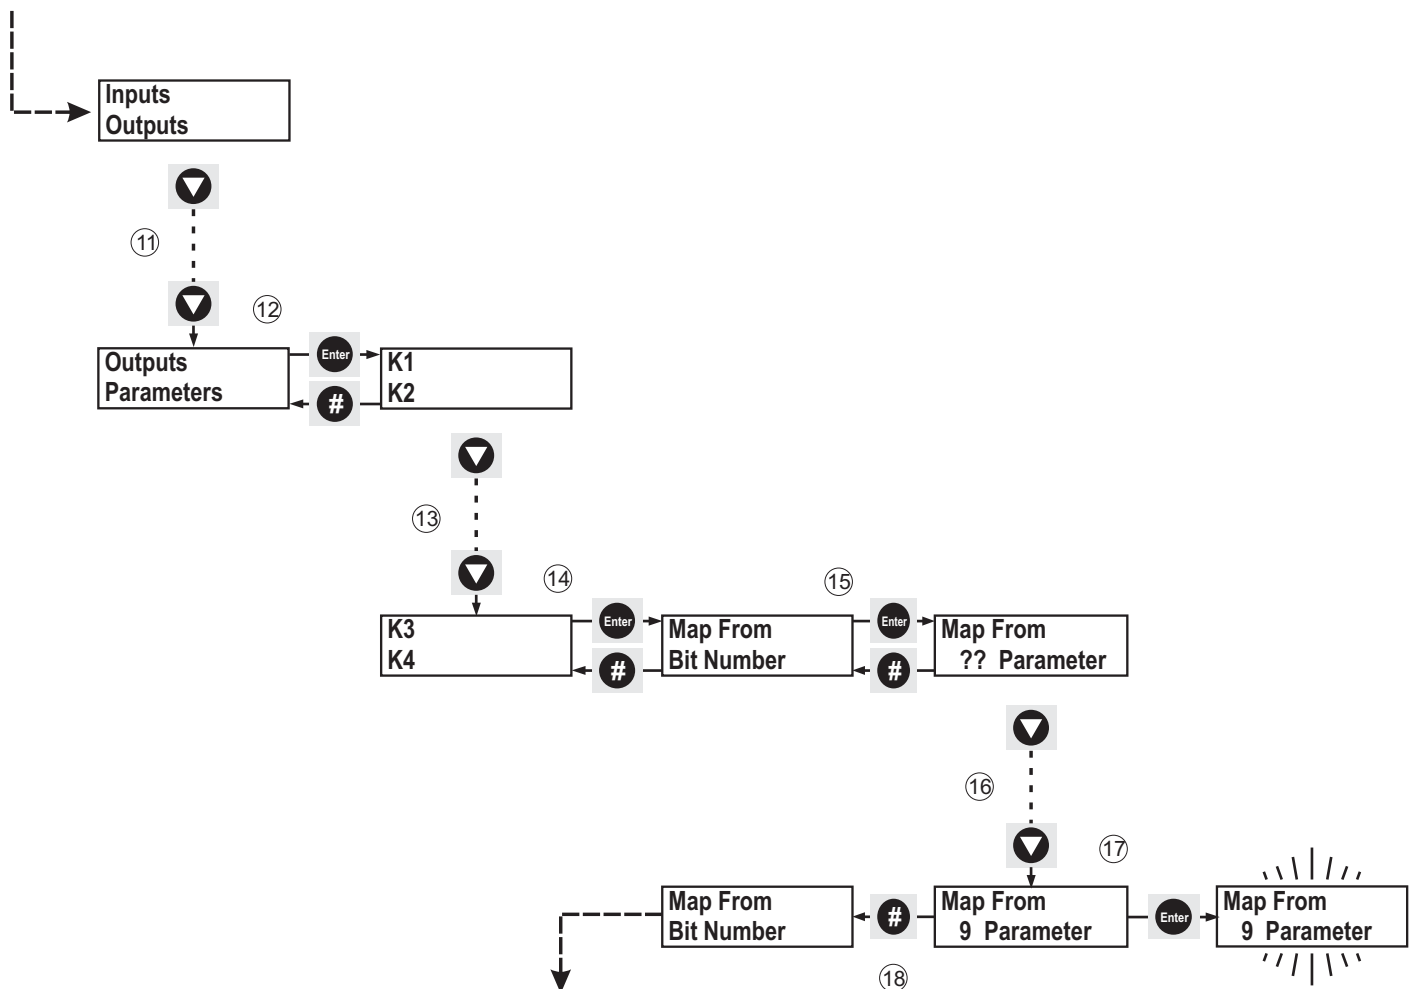 Inputs
Outputs
11
12
Outputs
Parameters
Enter
#
K1
K2
13
14
15
K3
K4
Enter
#
Map From
Bit Number
Enter
#
Map From
?? Parameter
16
17
Map From
Bit Number
#
Map From
9 Parameter
Enter
Map From
9 Parameter
18